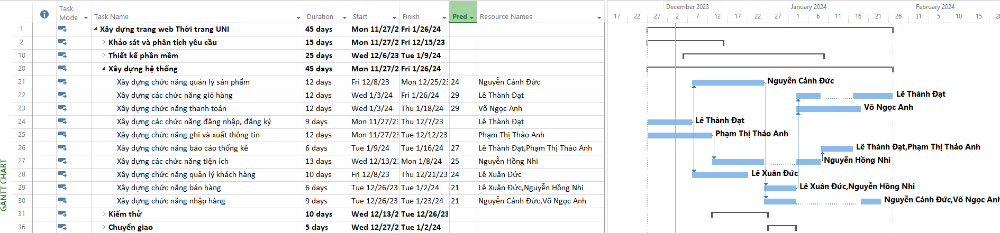 Task Mode Task Name Duration Start Finish Pred Resource Names
December 2023 January 2024 February 2024
17 22 27 2 7 12 17 22 27 1 6 11 16 21 26 31 5 10 15 20
1 Xây dựng trang web Thời trang UNI 45 days Mon 11/27/2 Fri 1/26/24
2 Khảo sát và phân tích yêu cầu 15 days Mon 11/27/2 Fri 12/15/23
10 Thiết kế phần mềm 25 days Wed 12/6/23 Tue 1/9/24
20 Xây dựng hệ thống 45 days Mon 11/27/2 Fri 1/26/24
21 Xây dựng chức năng quản lý sản phẩm 12 days Fri 12/8/23 Mon 12/25/23 24 Nguyễn Cảnh Đức Nguyễn Cảnh Đức
22 Xây dựng các chức năng giỏ hàng 12 days Wed 1/3/24 Fri 1/26/24 29 Lê Thành Đạt Lê Thành Đạt
23 Xây dựng chức năng thanh toán 12 days Wed 1/3/24 Thu 1/18/24 29 Võ Ngọc Anh Võ Ngọc Anh
24 Xây dựng các chức năng đăng nhập, đăng ký 9 days Mon 11/27/2 Thu 12/7/23 Lê Thành Đạt Lê Thành Đạt
25 Xây dựng chức năng ghi và xuất thông tin 12 days Mon 11/27/2 Tue 12/12/23 Phạm Thị Thảo Anh Phạm Thị Thảo Anh
26 Xây dựng chức năng báo cáo thống kê 6 days Tue 1/9/24 Tue 1/16/24 27 Lê Thành Đạt,Phạm Thị Thảo Anh Lê Thành Đạt,Phạm Thị Thảo Anh
27 Xây dựng các chức năng tiện ích 13 days Wed 12/13/2 Mon 1/8/24 25 Nguyễn Hồng Nhi Nguyễn Hồng Nhi
28 Xây dựng chức năng quản lý khách hàng 10 days Fri 12/8/23 Thu 12/21/23 24 Lê Xuân Đức Lê Xuân Đức
29 Xây dựng chức năng bán hàng 6 days Tue 12/26/23 Tue 1/2/24 21 Lê Xuân Đức,Nguyễn Hồng Nhi Lê Xuân Đức,Nguyễn Hồng Nhi
30 Xây dựng chức năng nhập hàng 9 days Tue 12/26/23 Tue 1/23/24 21 Nguyễn Cảnh Đức,Võ Ngọc Anh Nguyễn Cảnh Đức,Võ Ngọc Anh
31 Kiểm thử 10 days Wed 12/13/2 Tue 12/26/23
36 Chuyển giao 5 days Wed 12/27/2 Tue 1/2/24
GANTT CHART